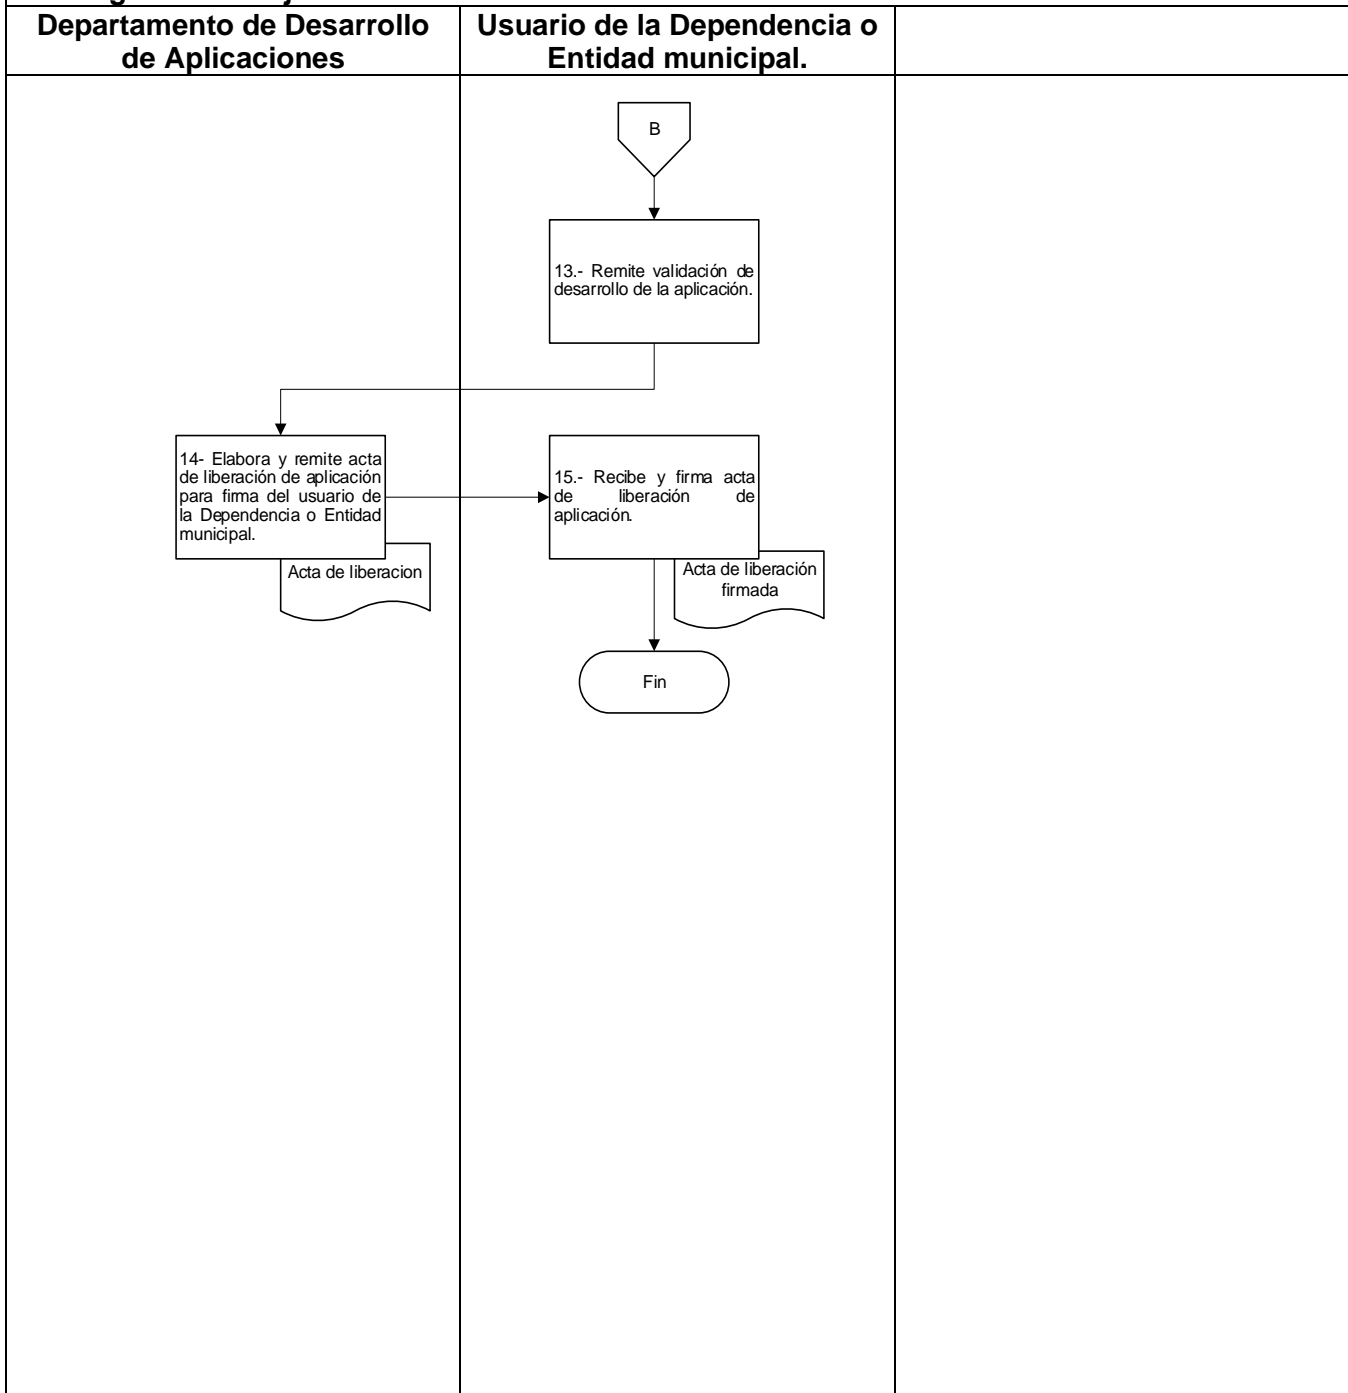 Departamento de Desarrollo
de Aplicaciones
Usuario de la Dependencia o
Entidad municipal.
B
13.- Remite validación de
desarrollo de la aplicación.
14- Elabora y remite acta
de liberación de aplicación
para firma del usuario de
la Dependencia o Entidad
municipal.
Acta de liberacion
15.- Recibe y firma acta
de liberación de
aplicación.
Acta de liberación
firmada
Fin